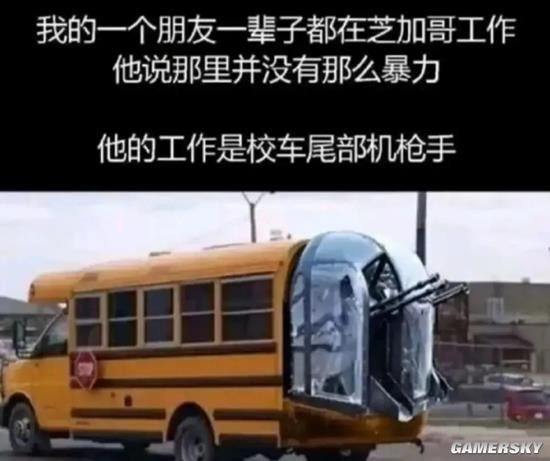 我的一个朋友一辈子都在芝加哥工作
他说那里并没有那么暴力
他的工作是校车尾部机枪手
STOP
GAMERSKY